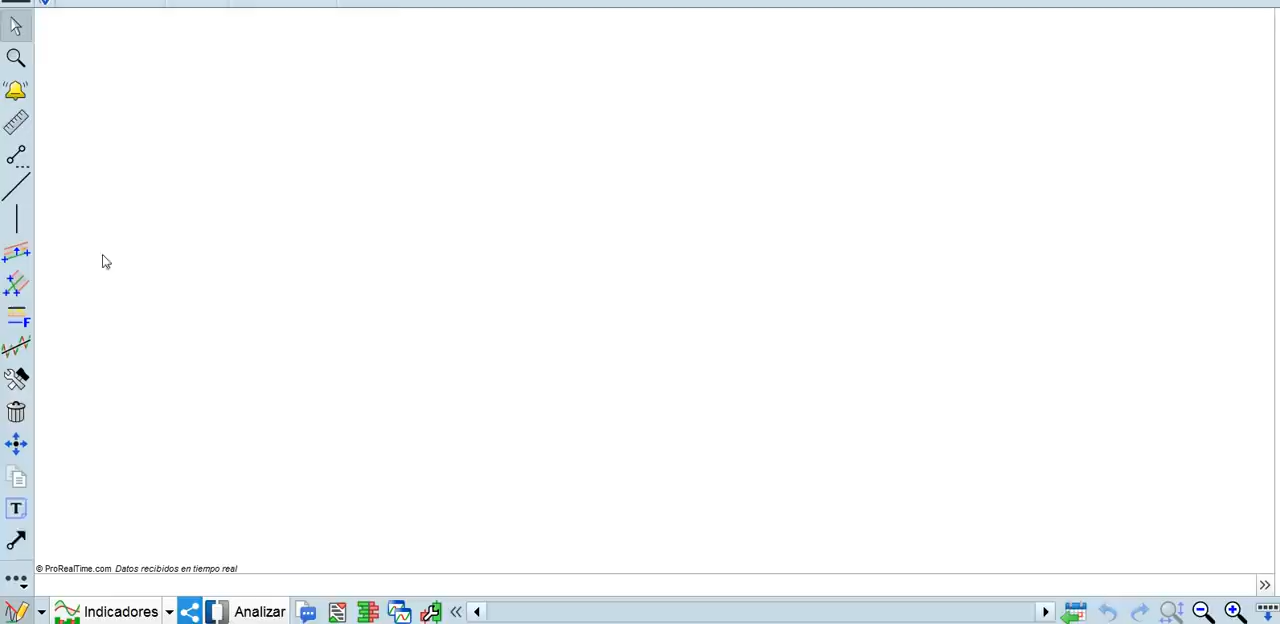 F
T
© ProRealTime.com Datos recibidos en tiempo real
Indicadores
Analizar